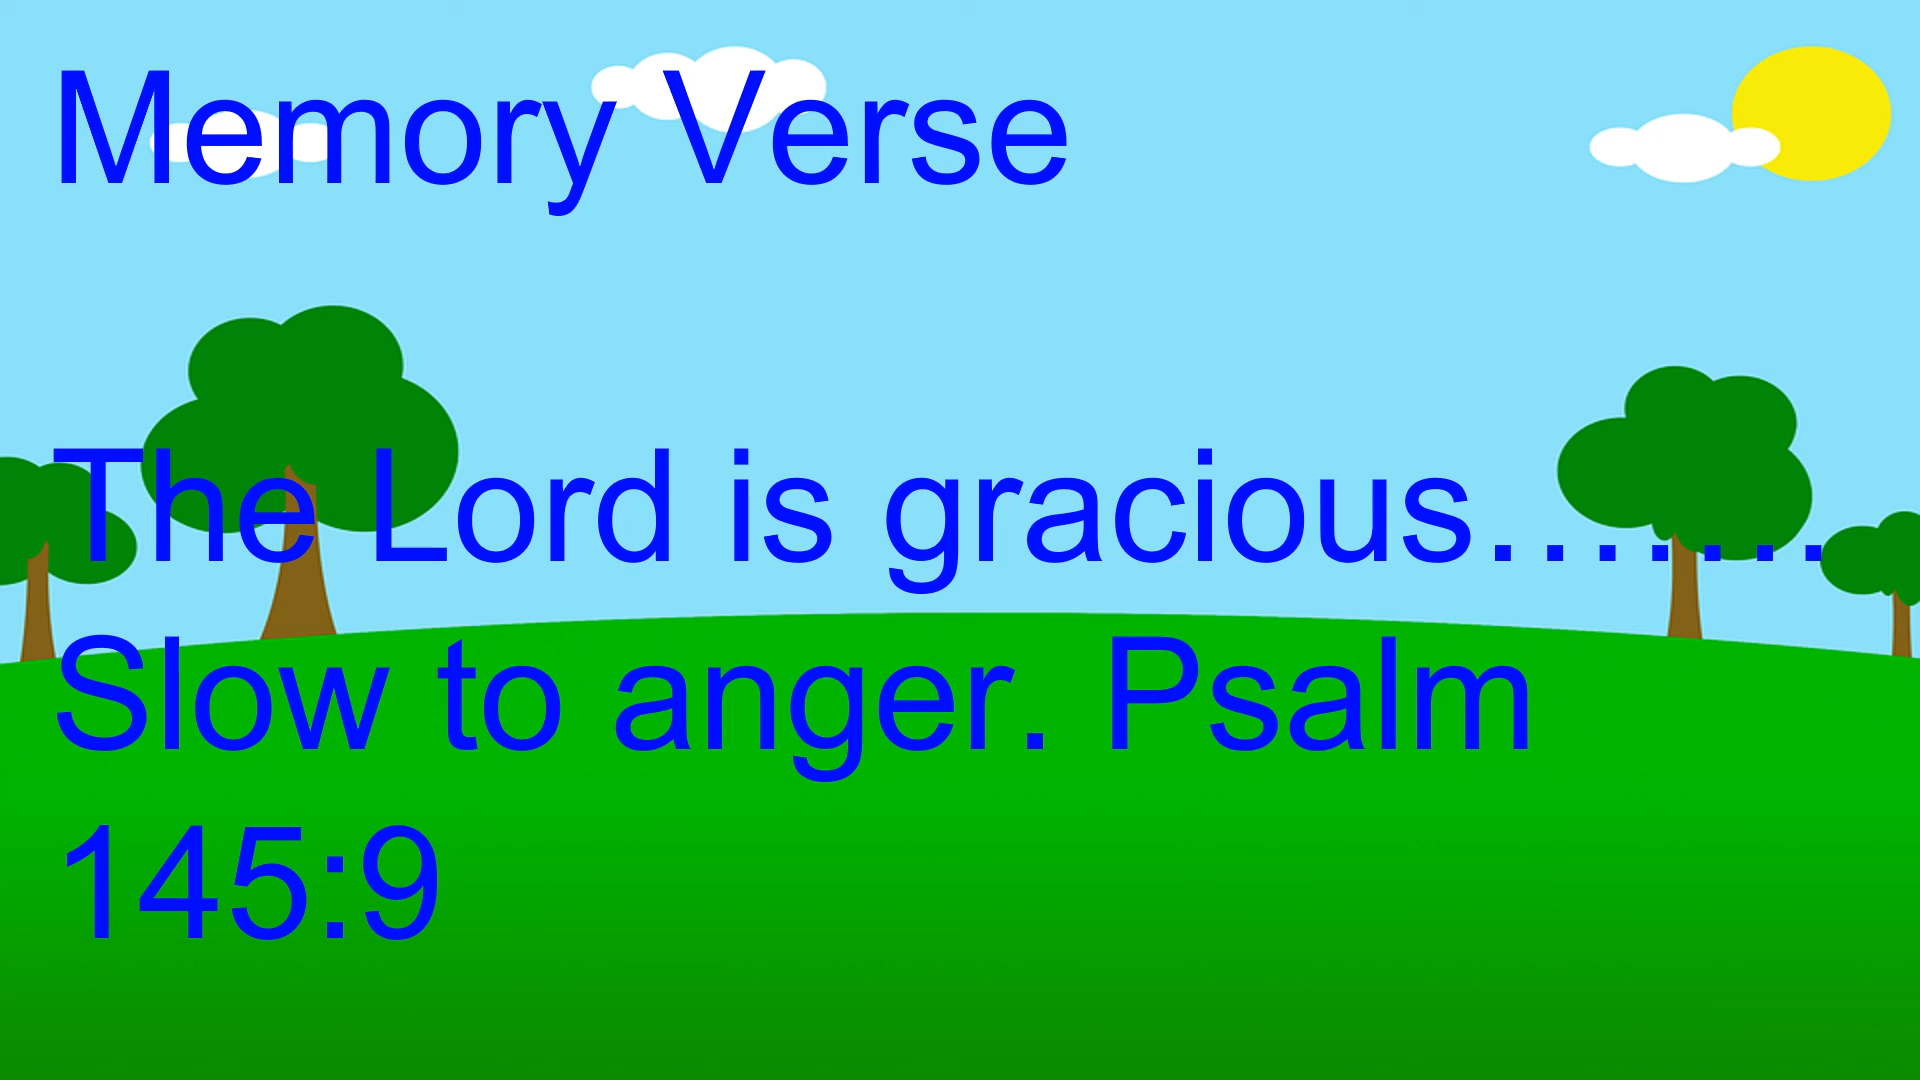 Memory Verse
The Lord is gracious.......
Slow to anger. Psalm
145:9